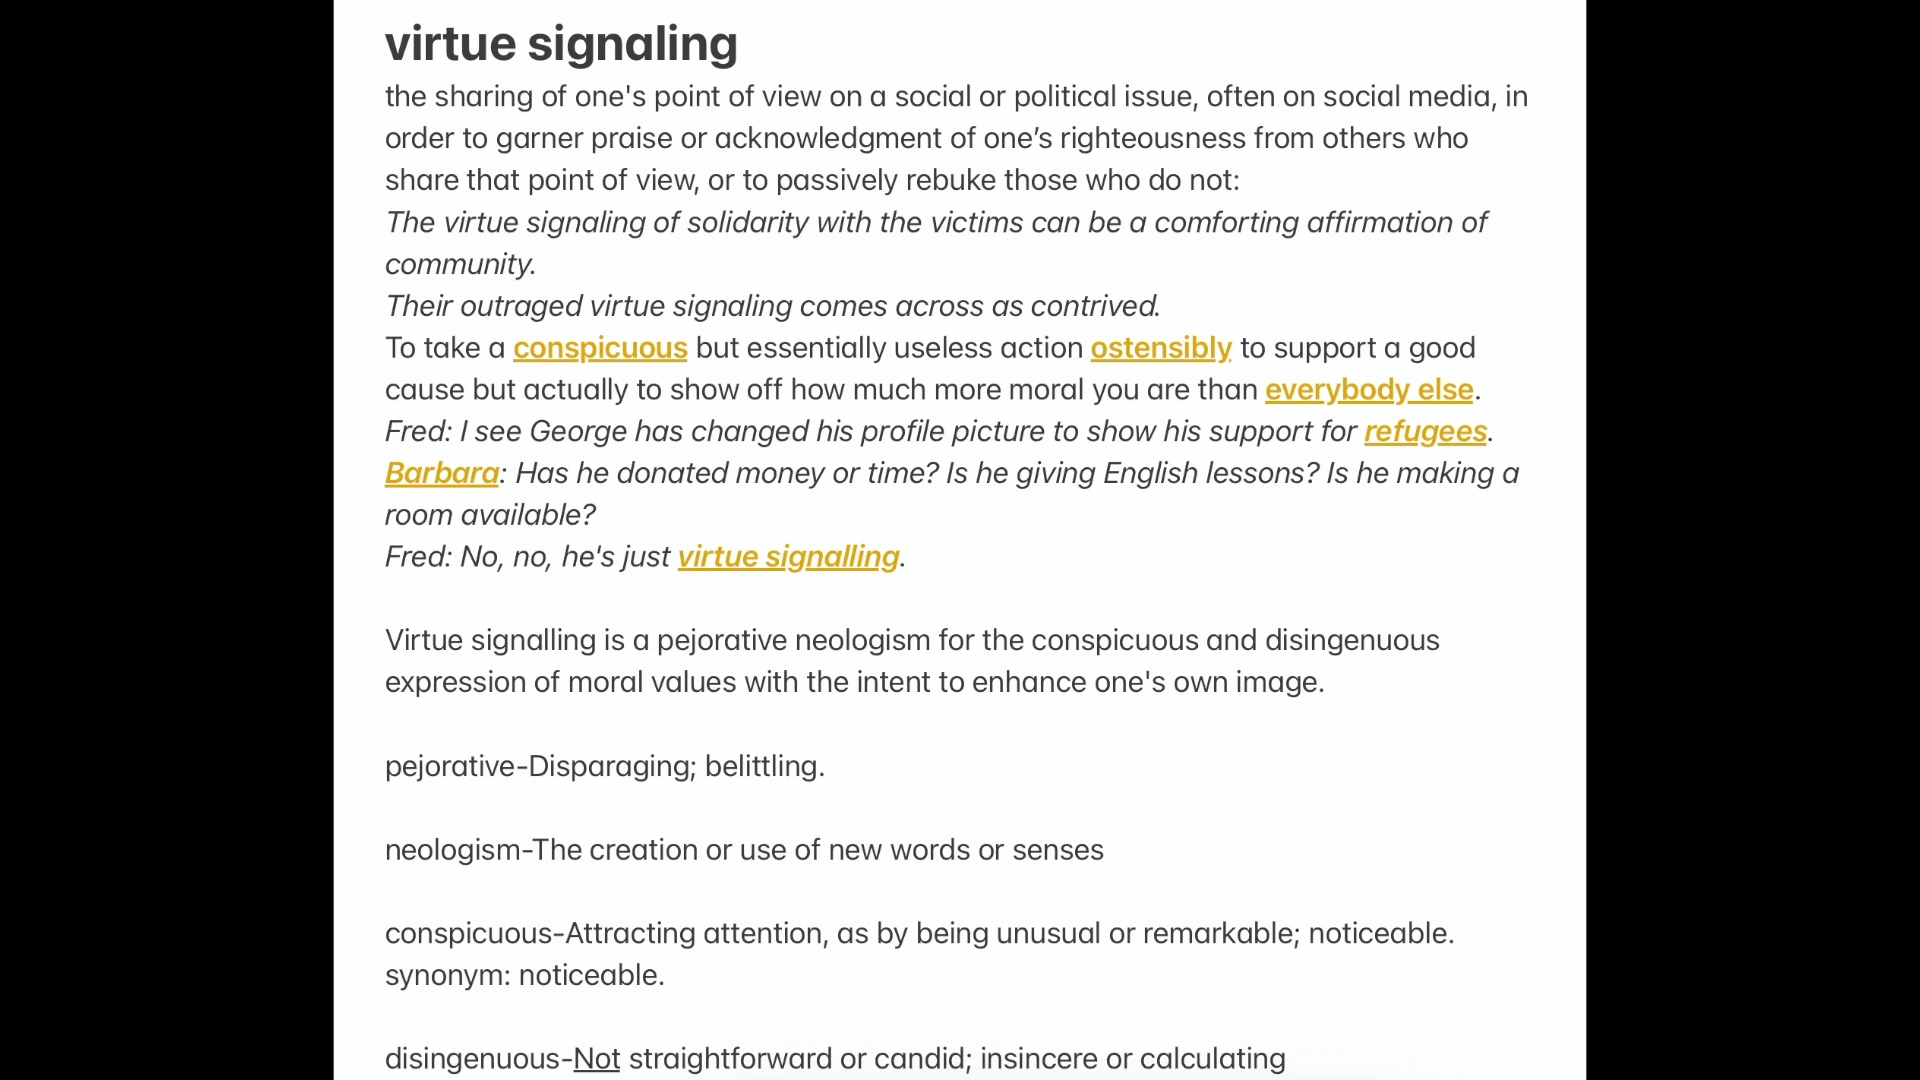 virtue signaling
the sharing of one's point of view on a social or political issue, often on social media, in
order to garner praise or acknowledgment of one’s righteousness from others who
share that point of view, or to passively rebuke those who do not:
The virtue signaling of solidarity with the victims can be a comforting affirmation of
community.
Their outraged virtue signaling comes across as contrived.
To take a conspicuous but essentially useless action ostensibly to support a good
cause but actually to show off how much more moral you are than everybody else.
Fred: I see George has changed his profile picture to show his support for refugees.
Barbara: Has he donated money or time? Is he giving English lessons? Is he making a
room available?
Fred: No, no, he's just virtue signalling.
Virtue signalling is a pejorative neologism for the conspicuous and disingenuous
expression of moral values with the intent to enhance one's own image.
pejorative-Disparaging; belittling.
neologism-The creation or use of new words or senses
conspicuous-Attracting attention, as by being unusual or remarkable; noticeable.
synonym: noticeable.
disingenuous-Not straightforward or candid; insincere or calculating